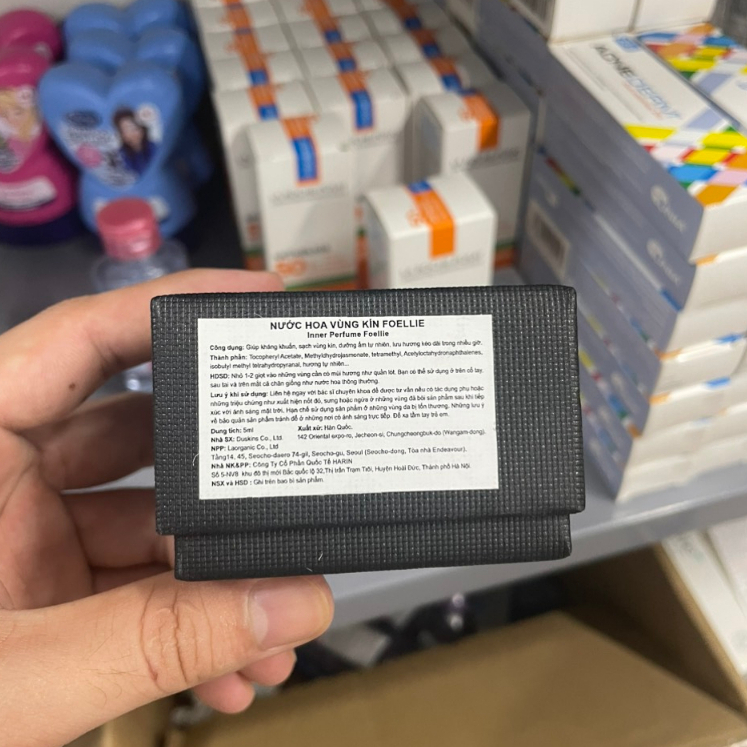 NƯỚC HOA VÙNG KÍN FOELLIE
Inner Perfume Foellie
Công dụng: Giúp kháng khuẩn, sạch vùng kín, dưỡng ẩm tự nhiên, lưu hương kéo dài trong nhiều giờ.
Thành phần: Tocopheryl Acetate, Methyldihydrojasmonate, tetramethyl, Acetyloctahydronaphthalenes,
isobutyl methyl tetrahydropyranal, hương tự nhiên...
HDSD: Nhỏ 1-2 giọt vào những vùng cần có mùi hương như quần lót. Bạn có thể sử dụng ở trên cổ tay,
sau tai và trên mắt cá chân giống như nước hoa thông thường.
Lưu ý khi sử dụng: Liên hệ ngay với bác sĩ chuyên khoa để được tư vấn nếu có tác dụng phụ hoặc
những triệu chứng như xuất hiện nốt đỏ, sưng hoặc ngứa ở những vùng đã bôi sản phẩm sau khi tiếp
xúc với ánh sáng mặt trời. Hạn chế sử dụng sản phẩm ở những vùng da bị tổn thương. Những lưu ý
về bảo quản sản phẩm tránh để ở những nơi có ánh sáng trực tiếp. Để xa tầm tay trẻ em.
Dung tích: 5ml Xuất xứ: Hàn Quốc.
Nhà SX: Duskins Co., Ltd 142 Oriental expo-ro, Jecheon-si, Chungcheongbuk-do (Wangam-dong).
NPP: Laorganic Co., Ltd
Tầng14, 45, Seocho-daero 74-gil, Seocho-gu, Seoul (Seocho-dong, Tòa nhà Endeavour).
Nhà NK&PP: Công Ty Cổ Phần Quốc Tế HARIN
Số 5-NV8 khu đô thị mới Bắc quốc lộ 32,Thị trấn Trạm Trôi, Huyện Hoài Đức, Thành phố Hà Nội.
NSX và HSD : Ghi trên bao bì sản phẩm